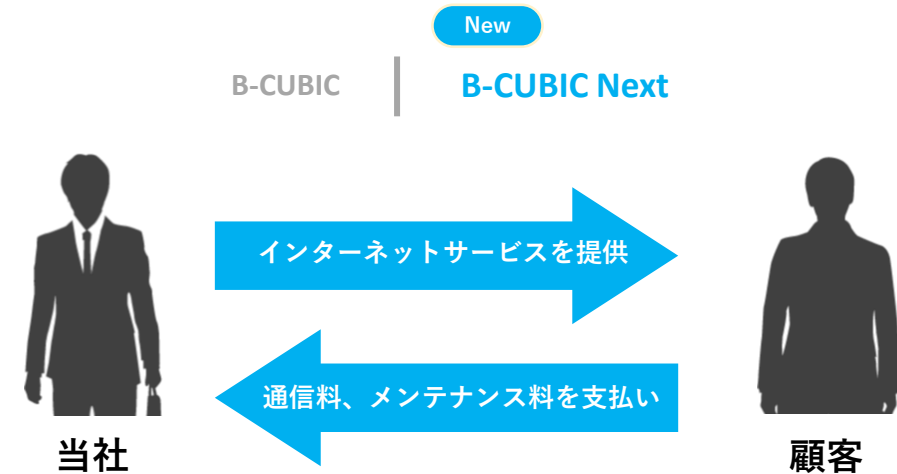 New
B-CUBIC
B-CUBIC Next
インターネットサービスを提供
通信料、メンテナンス料を支払い
当社
顧客